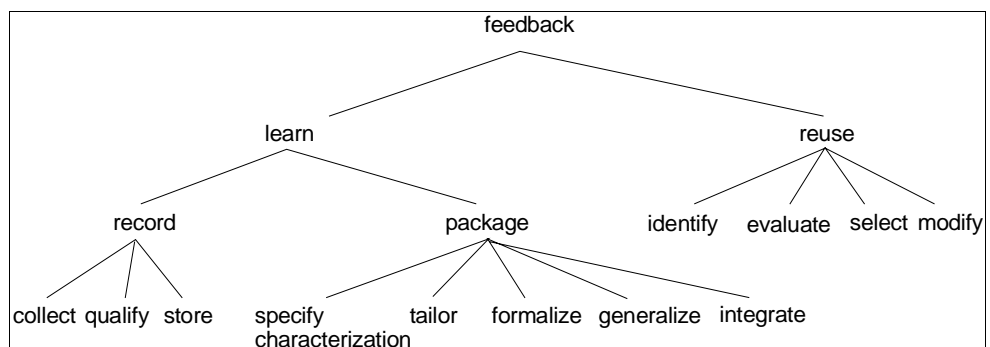 feedback
learn reuse
record package identify evaluate select modify
collect qualify store specify tailor formalize generalize integrate
characterization